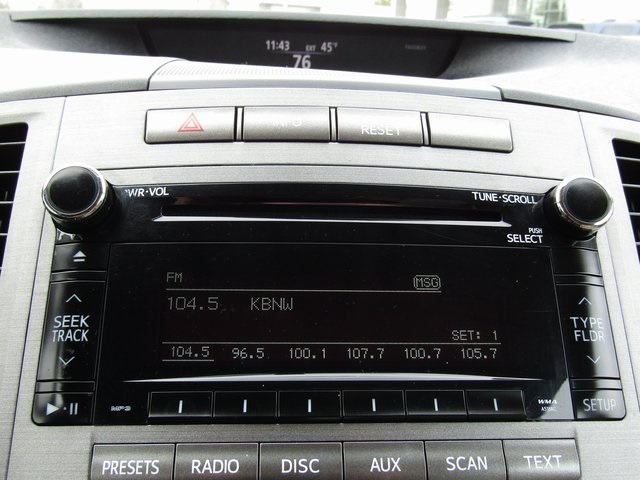 11:43 EXT 45°F
76
INFO RESET
PWR·VOL TUNE·SCROLL
PUSH
SELECT
FM
MSG
104.5 KBNW
SEEK
TRACK
TYPE
FLDR
SET: 1
104.5 96.5 100.1 107.7 100.7 105.7
MP3 WMA
SETUP
PRESETS RADIO DISC AUX SCAN TEXT